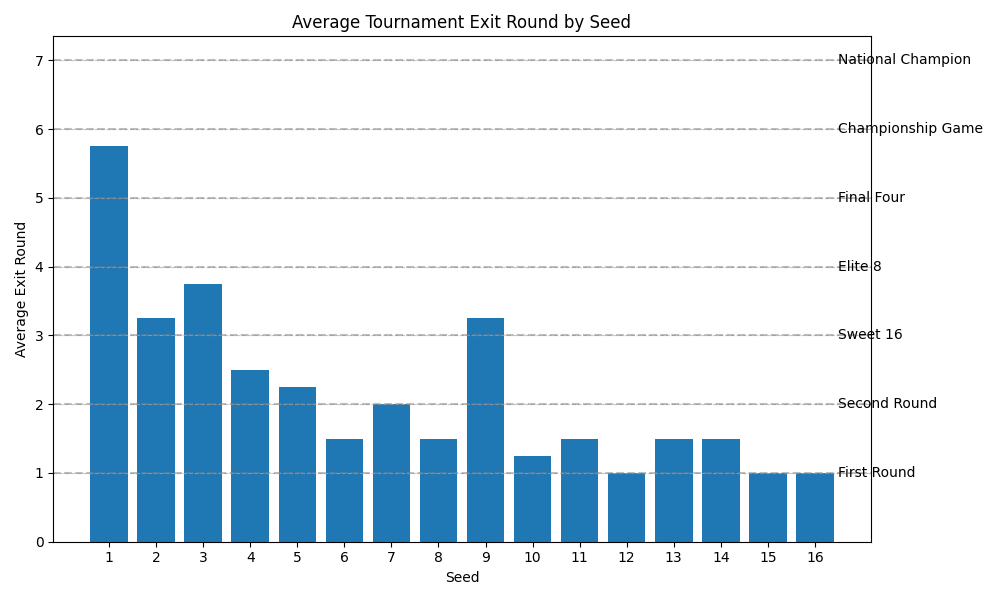 Average Tournament Exit Round by Seed
Average Exit Round
7
6
5
4
3
2
1
0
National Champion
Championship Game
Final Four
Elite 8
Sweet 16
Second Round
First Round
1 2 3 4 5 6 7 8 9 10 11 12 13 14 15 16
Seed